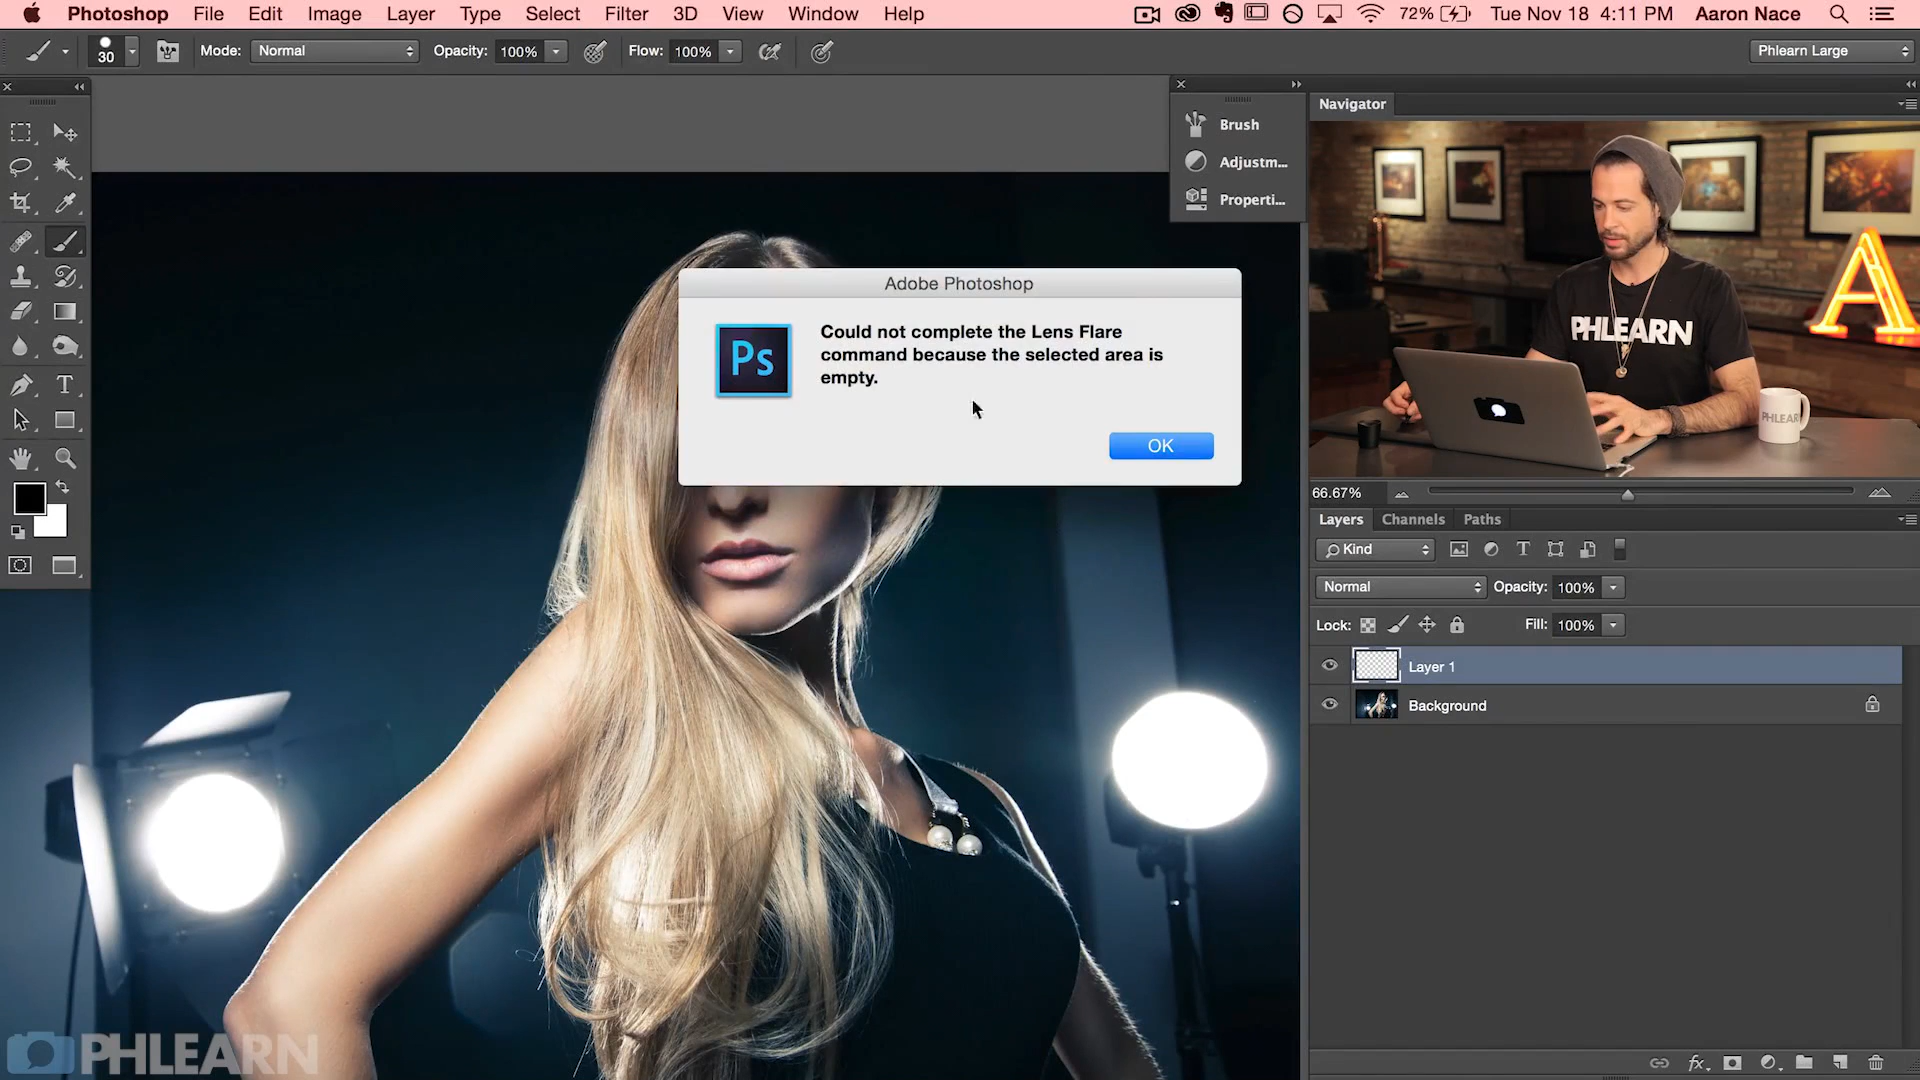 Photoshop File Edit Image Layer Type Select Filter 3D View Window Help 72% Tue Nov 18 4:11 PM Aaron Nace
30 Mode: Normal Opacity: 100% Flow: 100% Phlearn Large
Navigator
Brush
Adjustm...
Properti...
Adobe Photoshop
Ps
Could not complete the Lens Flare
command because the selected area is
empty.
OK
A
PHLEARN
PHLEARN
66.67%
Layers Channels Paths
Kind
Normal Opacity: 100%
Lock: Fill: 100%
Layer 1
Background
fx
PHLEARN